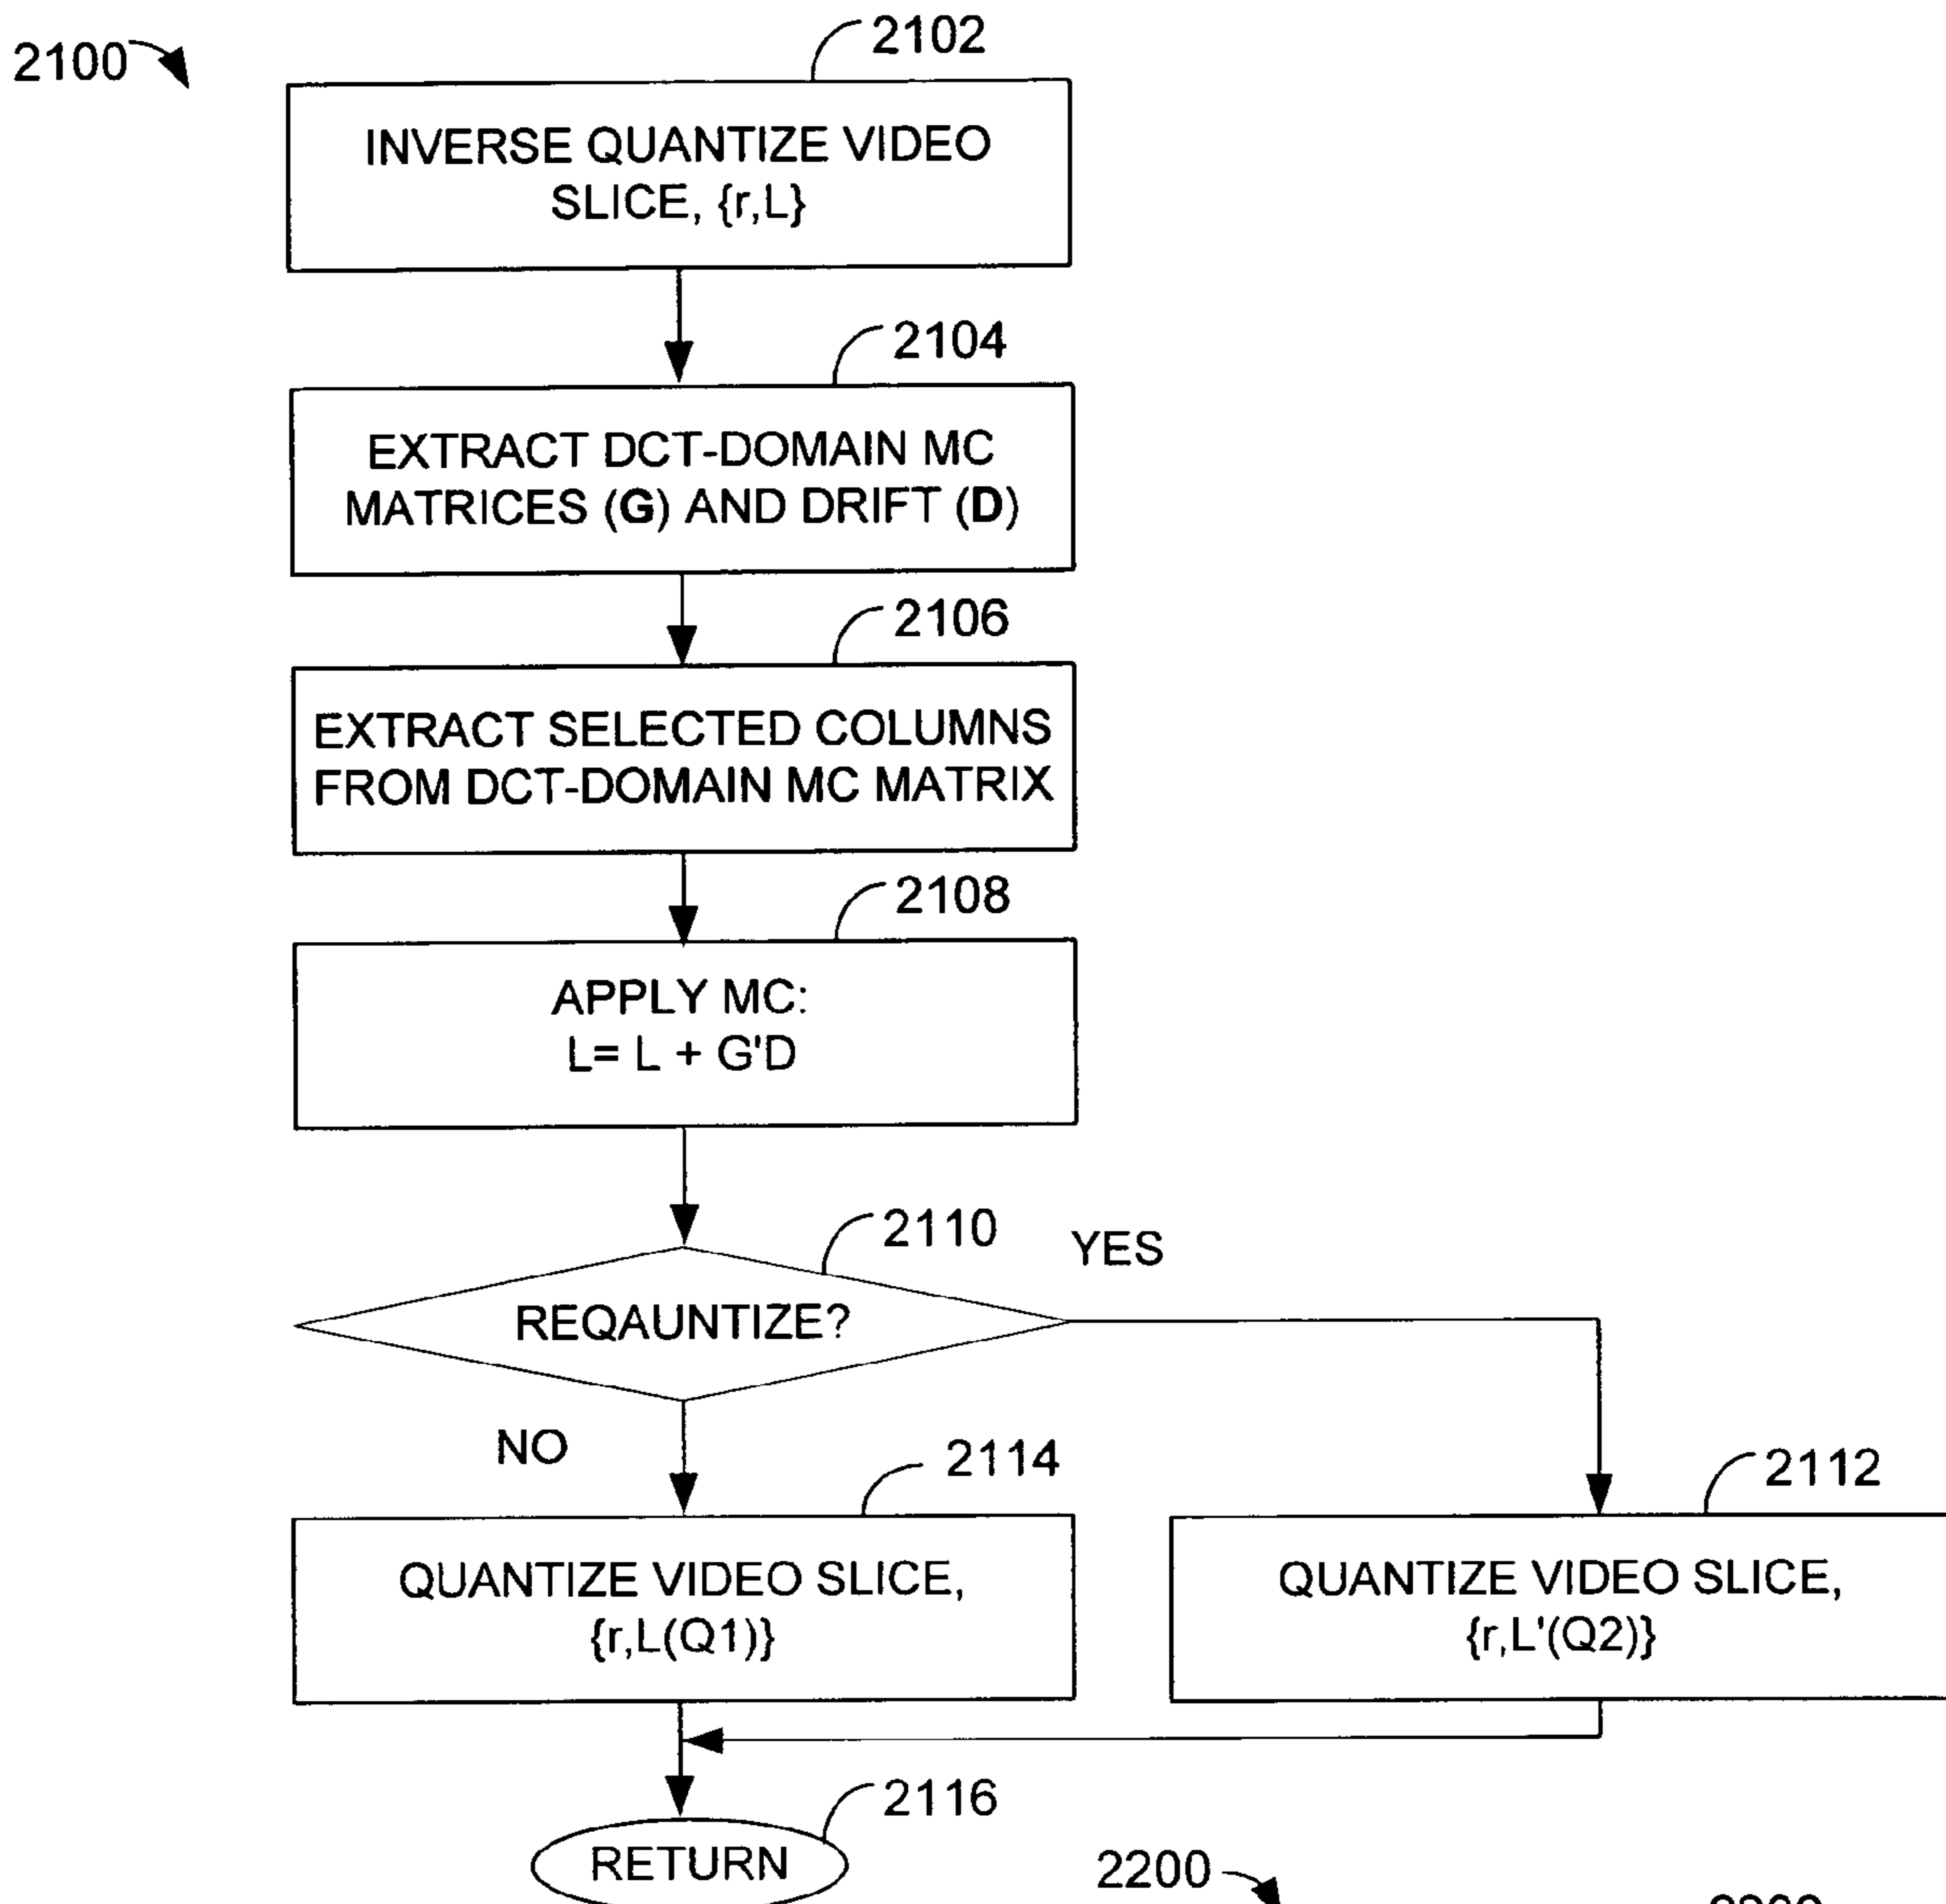 2100
2102
INVERSE QUANTIZE VIDEO
SLICE, {r,L}
2104
EXTRACT DCT-DOMAIN MC
MATRICES (G) AND DRIFT (D)
2106
EXTRACT SELECTED COLUMNS
FROM DCT-DOMAIN MC MATRIX
2108
APPLY MC:
L= L + G'D
2110
YES
REQAUNTIZE?
NO
2114
2112
QUANTIZE VIDEO SLICE,
{r,L(Q1)}
QUANTIZE VIDEO SLICE,
{r,L'(Q2)}
2116
RETURN
2200